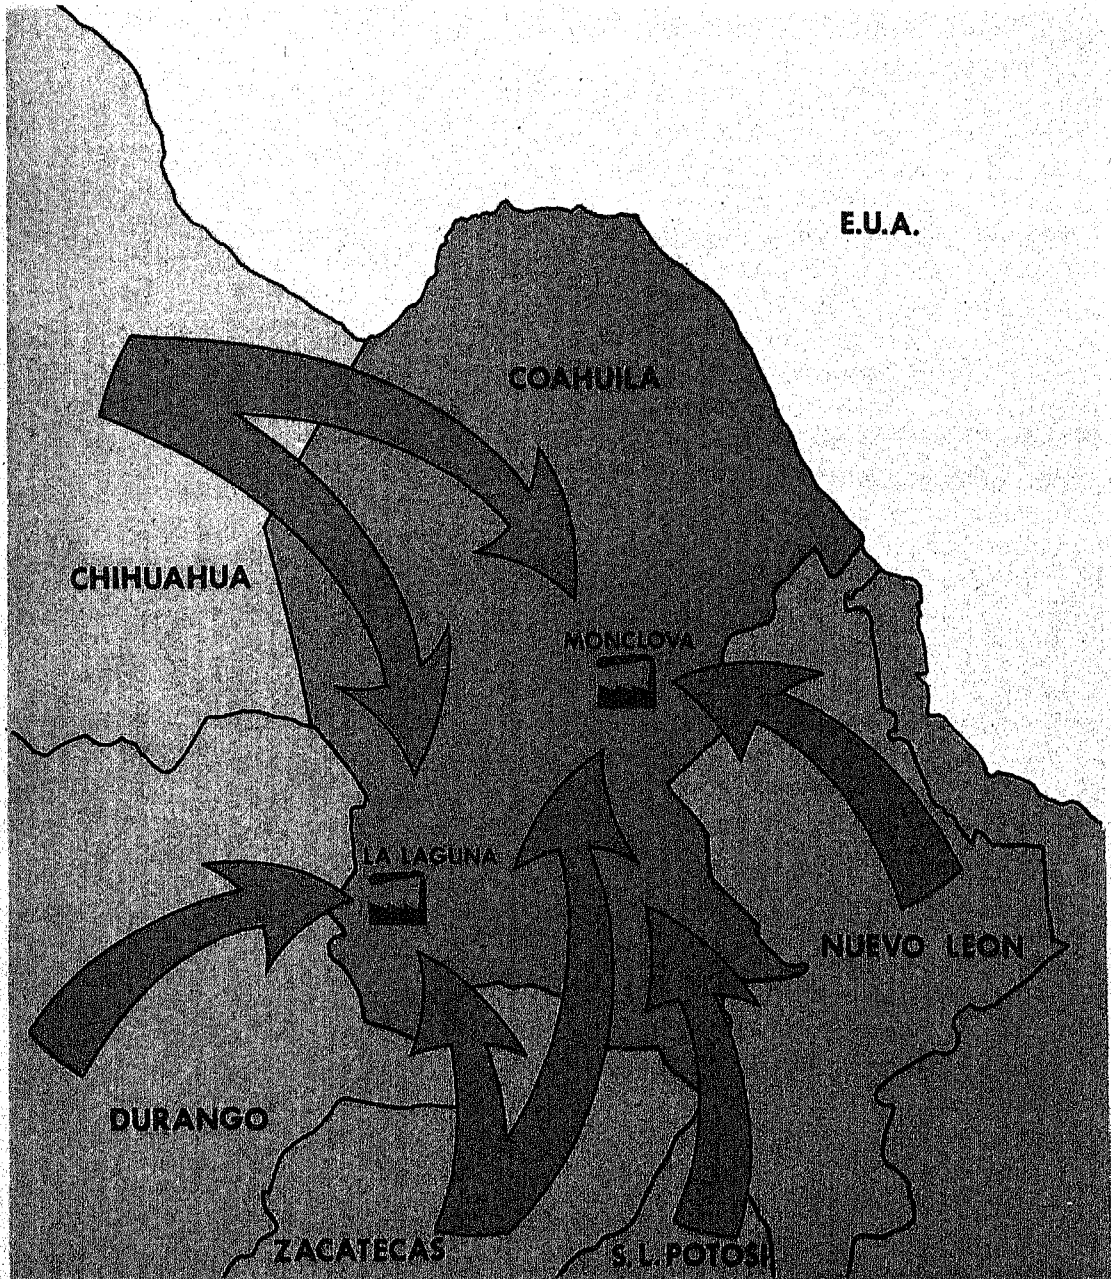 E.U.A.
COAHUILA
CHIHUAHUA
MONCLOVA
LA LAGUNA
NUEVO LEON
DURANGO
ZACATECAS
S. L. POTOSI